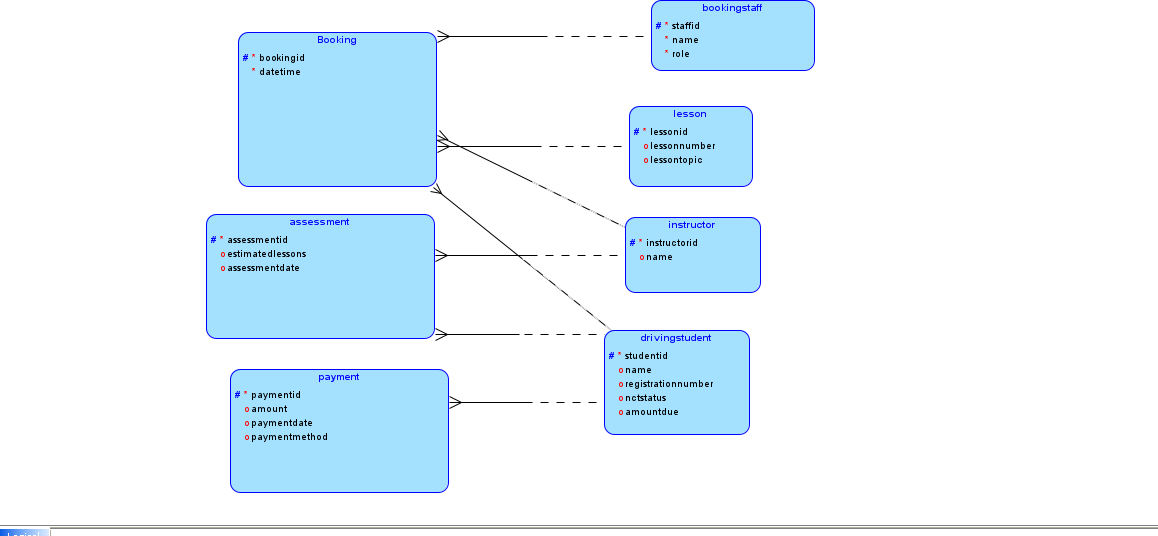 bookingstaff
# * staffid
* name
* role
Booking
# * bookingid
* datetime
lesson
# * lessonid
o lessonnumber
o lessontopic
assessment
# * assessmentid
o estimatedlessons
o assessmentdate
instructor
# * instructorid
o name
drivingstudent
# * studentid
o name
o registrationnumber
o nctstatus
o amountdue
payment
# * paymentid
o amount
o paymentdate
o paymentmethod